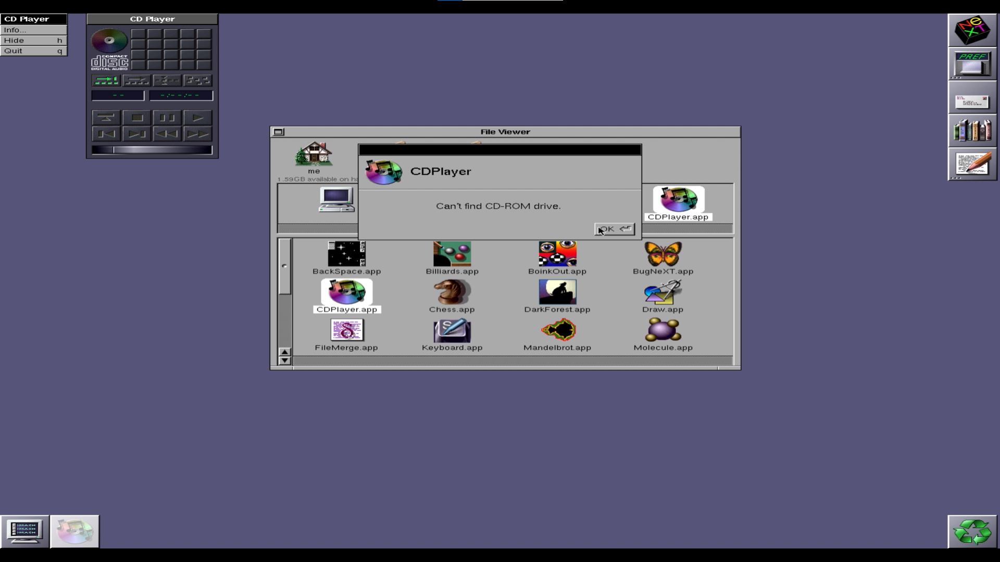 CD Player
Info...
Hide h
Quit q
CD Player
COMPACT
disc
DIGITAL AUDIO
-- -:--:--
File Viewer
me
1.59GB available on ha
CDPlayer
Can't find CD-ROM drive.
OK
CDPlayer.app
BackSpace.app
Billiards.app
BoinkOut.app
BugNeXT.app
CDPlayer.app
Chess.app
DarkForest.app
Draw.app
FileMerge.app
Keyboard.app
Mandelbrot.app
Molecule.app
NeXT
PREF
>MACH
>MACH
>MACH